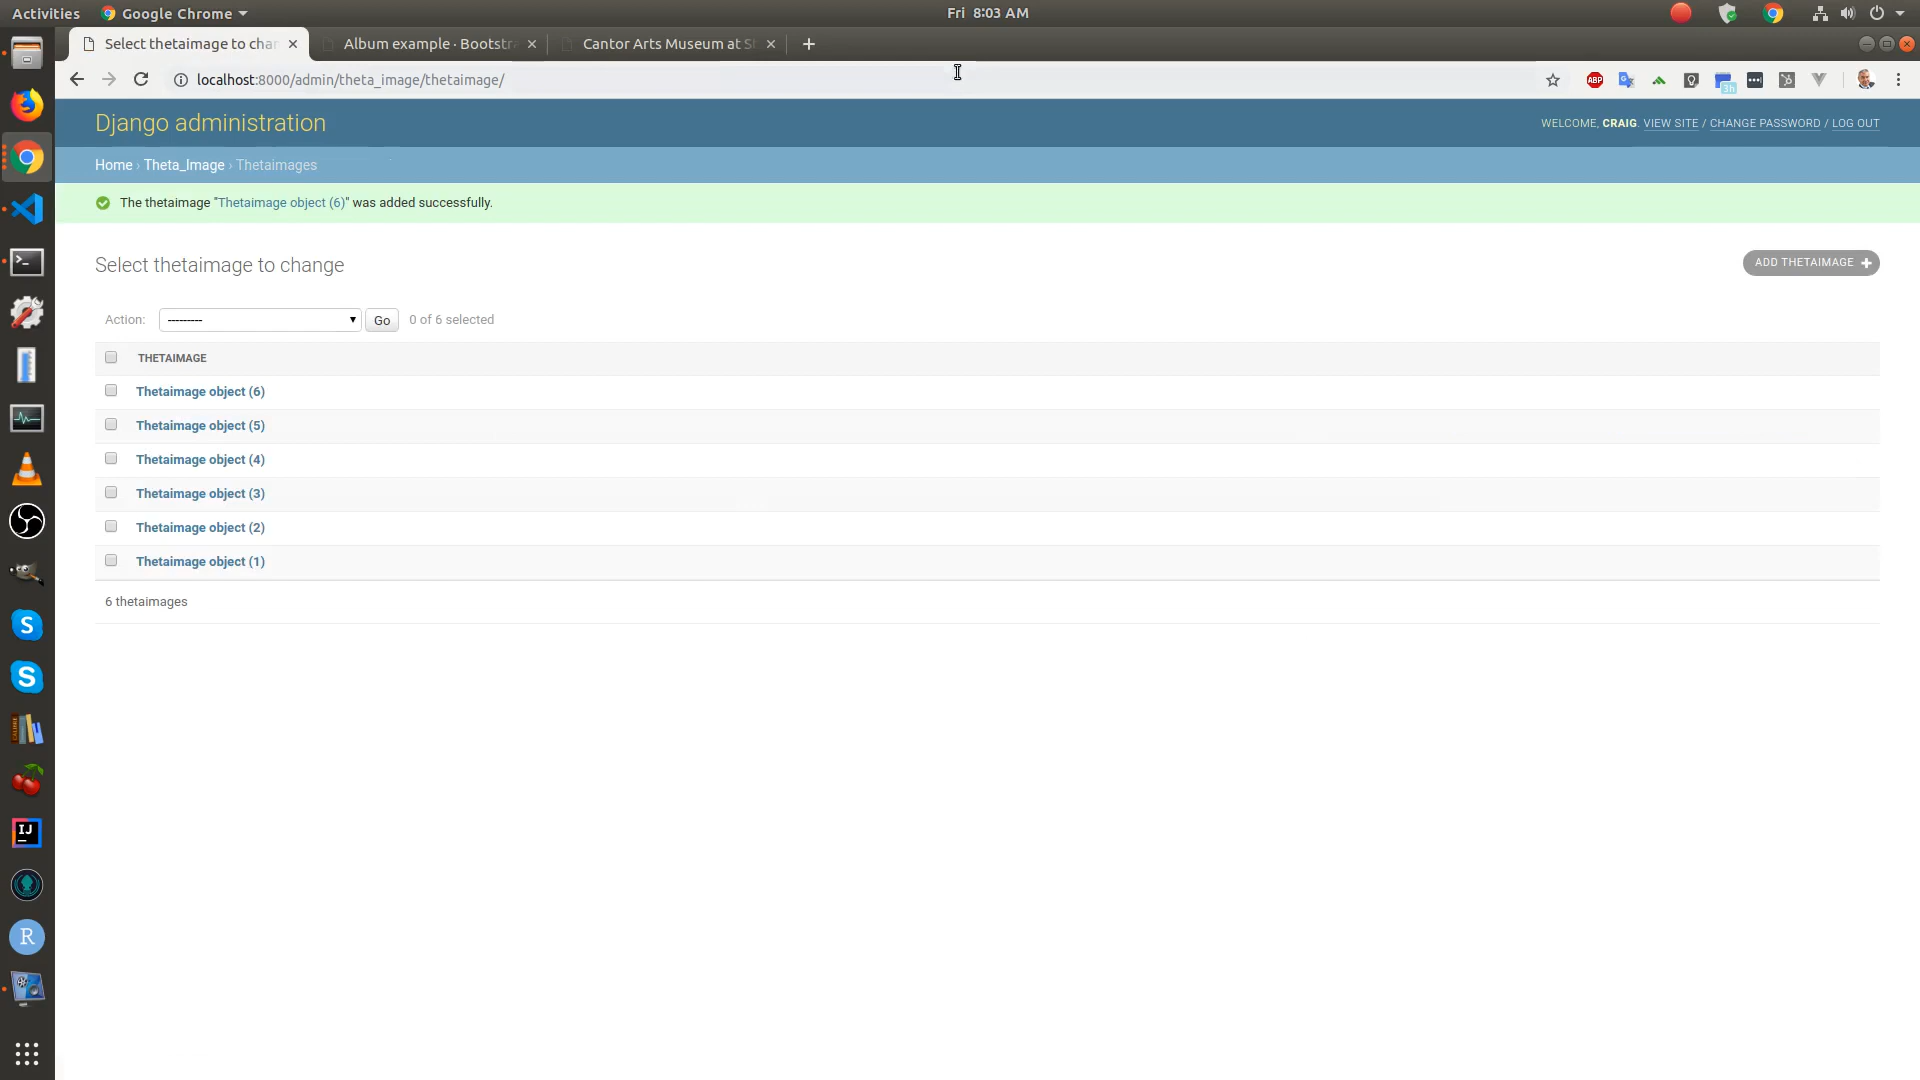 Activities Google Chrome Fri 8:03 AM
Select thetaimage to char Album example · Bootstr Cantor Arts Museum at S
localhost:8000/admin/theta_image/thetaimage/
ABP
3h
Django administration
WELCOME, CRAIG. VIEW SITE / CHANGE PASSWORD / LOG OUT
Home › Theta_Image › Thetaimages
The thetaimage "Thetaimage object (6)" was added successfully.
Select thetaimage to change
ADD THETAIMAGE +
Action: --------- Go 0 of 6 selected
THETAIMAGE
Thetaimage object (6)
Thetaimage object (5)
Thetaimage object (4)
Thetaimage object (3)
Thetaimage object (2)
Thetaimage object (1)
6 thetaimages
S
S
IJ
R